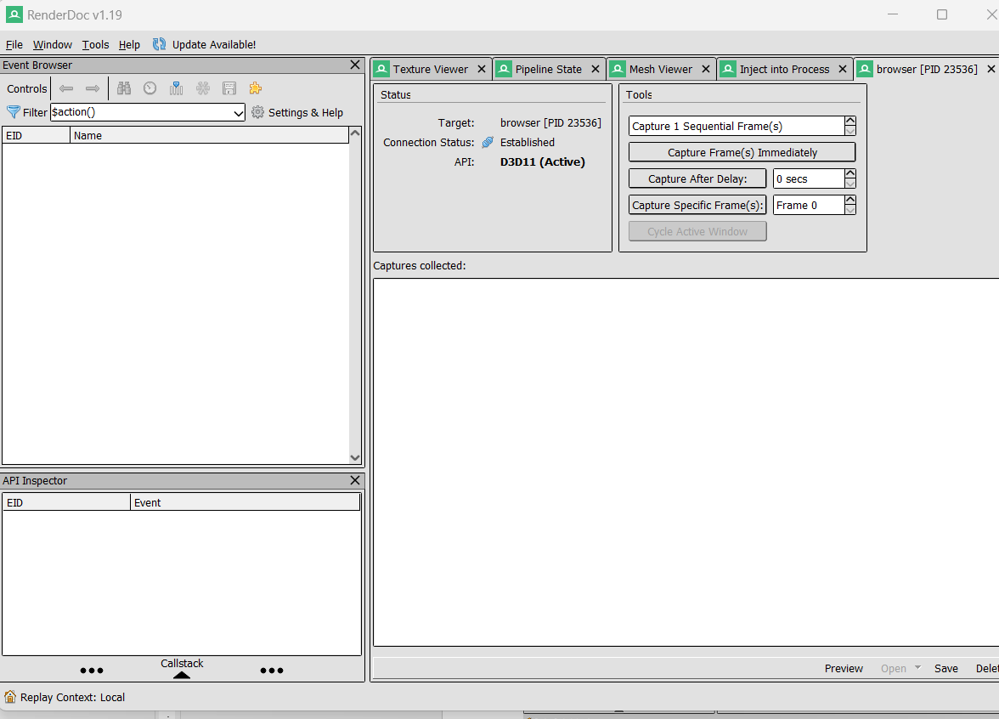 RenderDoc v1.19
File Window Tools Help Update Available!
Event Browser
Controls
Filter $action() Settings & Help
EID Name
API Inspector
EID Event
Callstack
Texture Viewer Pipeline State Mesh Viewer Inject into Process browser [PID 23536]
Status
Target: browser [PID 23536]
Connection Status: Established
API: D3D11 (Active)
Tools
Capture 1 Sequential Frame(s)
Capture Frame(s) Immediately
Capture After Delay: 0 secs
Capture Specific Frame(s): Frame 0
Cycle Active Window
Captures collected:
Preview Open Save Delet
Replay Context: Local